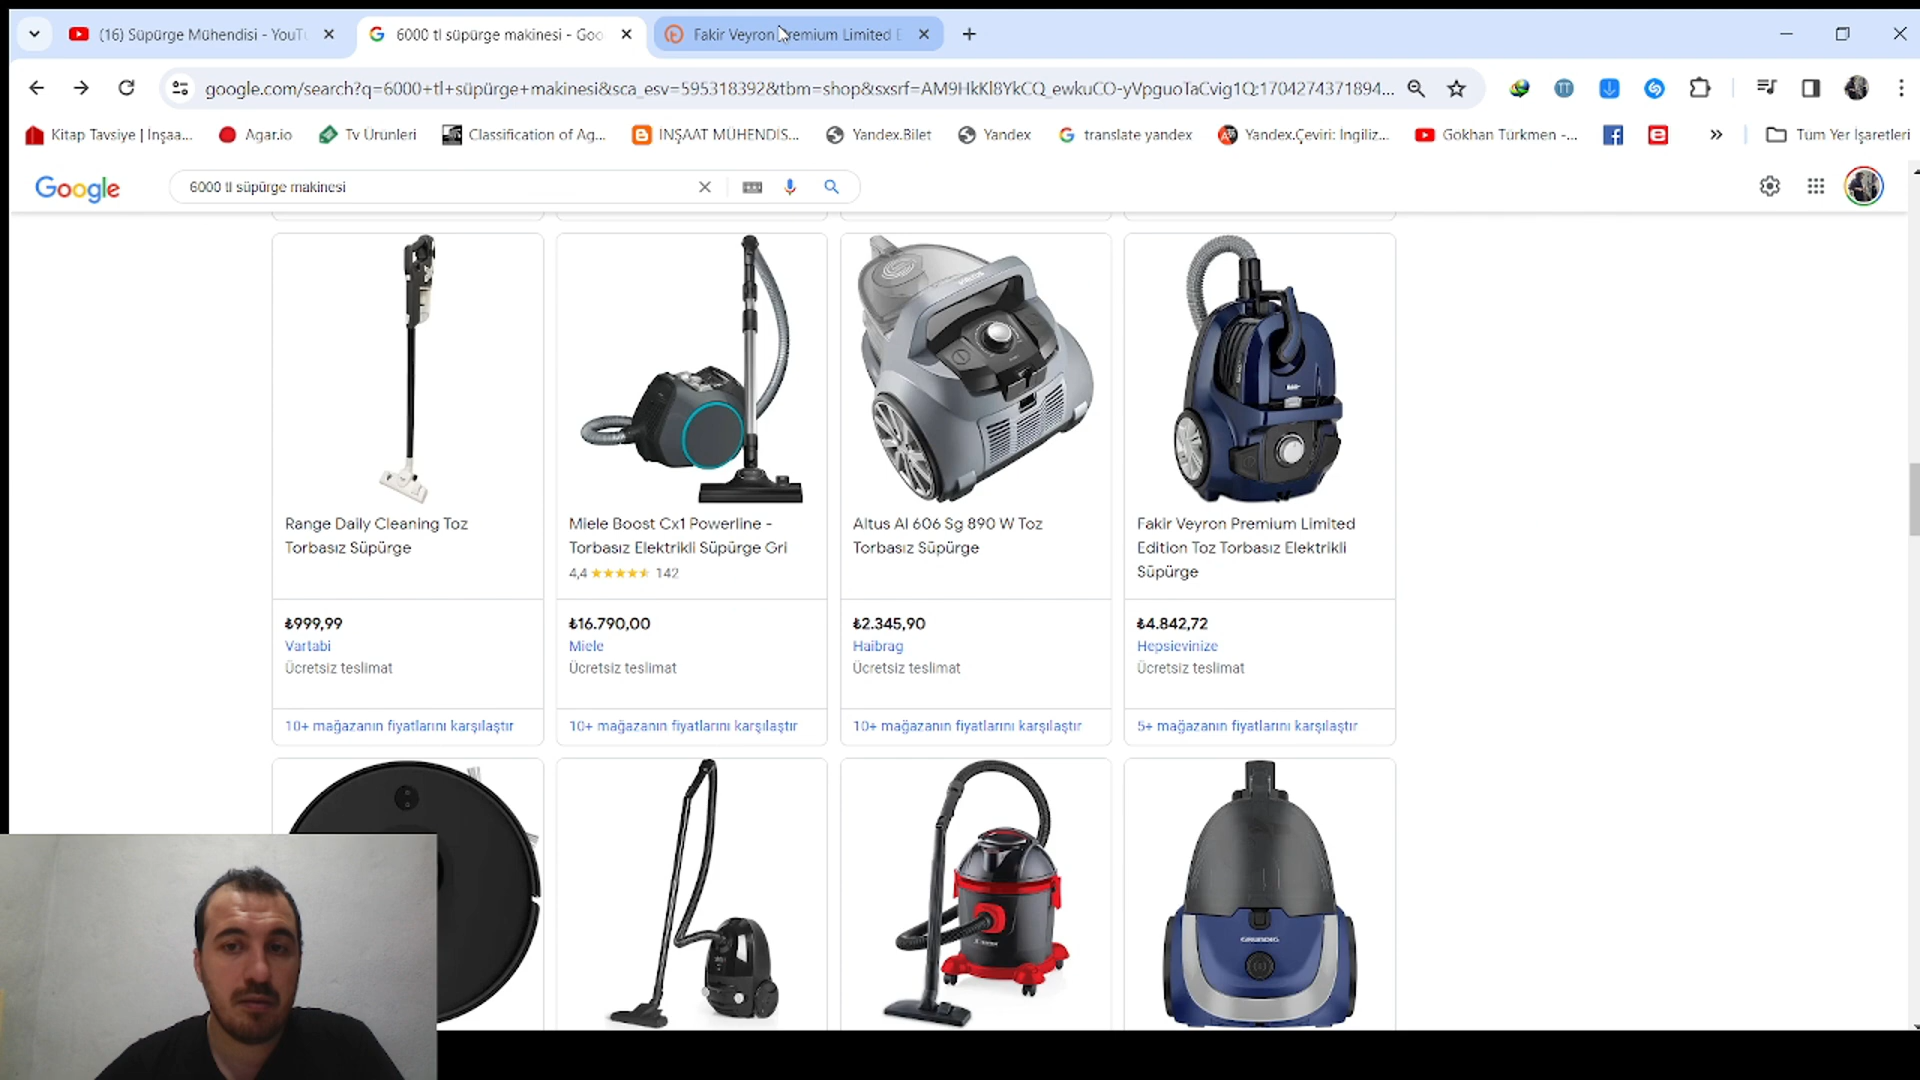 (16) Süpürge Mühendisi - YouTu
6000 tl süpürge makinesi - Goo
Fakir Veyron Premium Limited E
google.com/search?q=6000+tl+süpürge+makinesi&sca_esv=595318392&tbm=shop&sxsrf=AM9HkKl8YkCQ_ewkuCO-yVpguoTaCvig1Q:1704274371894...
Kitap Tavsiye | İnşaa...
Agar.io
Tv Ürünleri
Classification of Ag...
İNŞAAT MÜHENDİS...
Yandex.Bilet
Yandex
translate yandex
Yandex.Çeviri: İngiliz...
Gökhan Türkmen -...
Tüm Yer İşaretleri
Google
6000 tl süpürge makinesi
Range Daily Cleaning Toz
Torbasız Süpürge
₺999,99
Vartabi
Ücretsiz teslimat
10+ mağazanın fiyatlarını karşılaştır
Miele Boost Cx1 Powerline -
Torbasız Elektrikli Süpürge Gri
4,4 ★★★★★ 142
₺16.790,00
Miele
Ücretsiz teslimat
10+ mağazanın fiyatlarını karşılaştır
Altus Al 606 Sg 890 W Toz
Torbasız Süpürge
₺2.345,90
Haibrag
Ücretsiz teslimat
10+ mağazanın fiyatlarını karşılaştır
Fakir Veyron Premium Limited
Edition Toz Torbasız Elektrikli
Süpürge
₺4.842,72
Hepsievinize
Ücretsiz teslimat
5+ mağazanın fiyatlarını karşılaştır
GRUNDIG